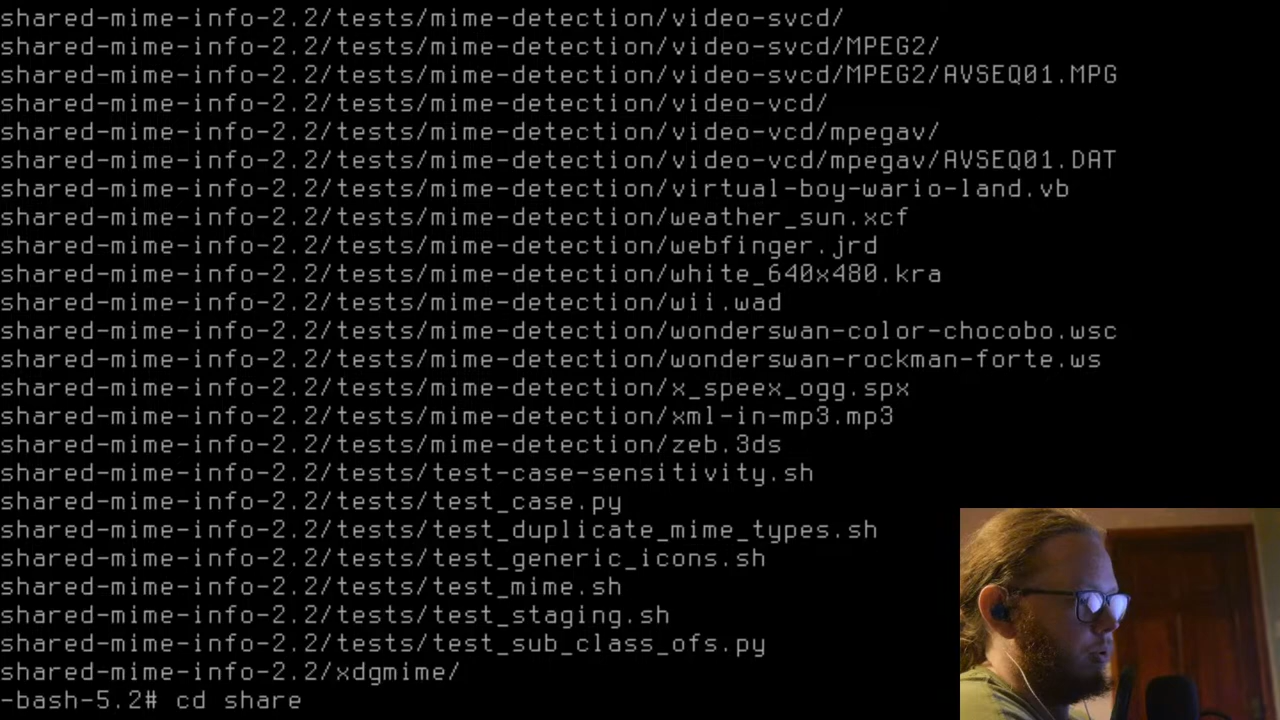 shared-mime-info-2.2/tests/mime-detection/video-svcd/
shared-mime-info-2.2/tests/mime-detection/video-svcd/MPEG2/
shared-mime-info-2.2/tests/mime-detection/video-svcd/MPEG2/AVSEQ01.MPG
shared-mime-info-2.2/tests/mime-detection/video-vcd/
shared-mime-info-2.2/tests/mime-detection/video-vcd/mpegav/
shared-mime-info-2.2/tests/mime-detection/video-vcd/mpegav/AVSEQ01.DAT
shared-mime-info-2.2/tests/mime-detection/virtual-boy-wario-land.vb
shared-mime-info-2.2/tests/mime-detection/weather_sun.xcf
shared-mime-info-2.2/tests/mime-detection/webfinger.jrd
shared-mime-info-2.2/tests/mime-detection/white_640x480.kra
shared-mime-info-2.2/tests/mime-detection/wii.wad
shared-mime-info-2.2/tests/mime-detection/wonderswan-color-chocobo.wsc
shared-mime-info-2.2/tests/mime-detection/wonderswan-rockman-forte.ws
shared-mime-info-2.2/tests/mime-detection/x_speex_ogg.spx
shared-mime-info-2.2/tests/mime-detection/xml-in-mp3.mp3
shared-mime-info-2.2/tests/mime-detection/zeb.3ds
shared-mime-info-2.2/tests/test-case-sensitivity.sh
shared-mime-info-2.2/tests/test_case.py
shared-mime-info-2.2/tests/test_duplicate_mime_types.sh
shared-mime-info-2.2/tests/test_generic_icons.sh
shared-mime-info-2.2/tests/test_mime.sh
shared-mime-info-2.2/tests/test_staging.sh
shared-mime-info-2.2/tests/test_sub_class_ofs.py
shared-mime-info-2.2/xdgmime/
-bash-5.2# cd share